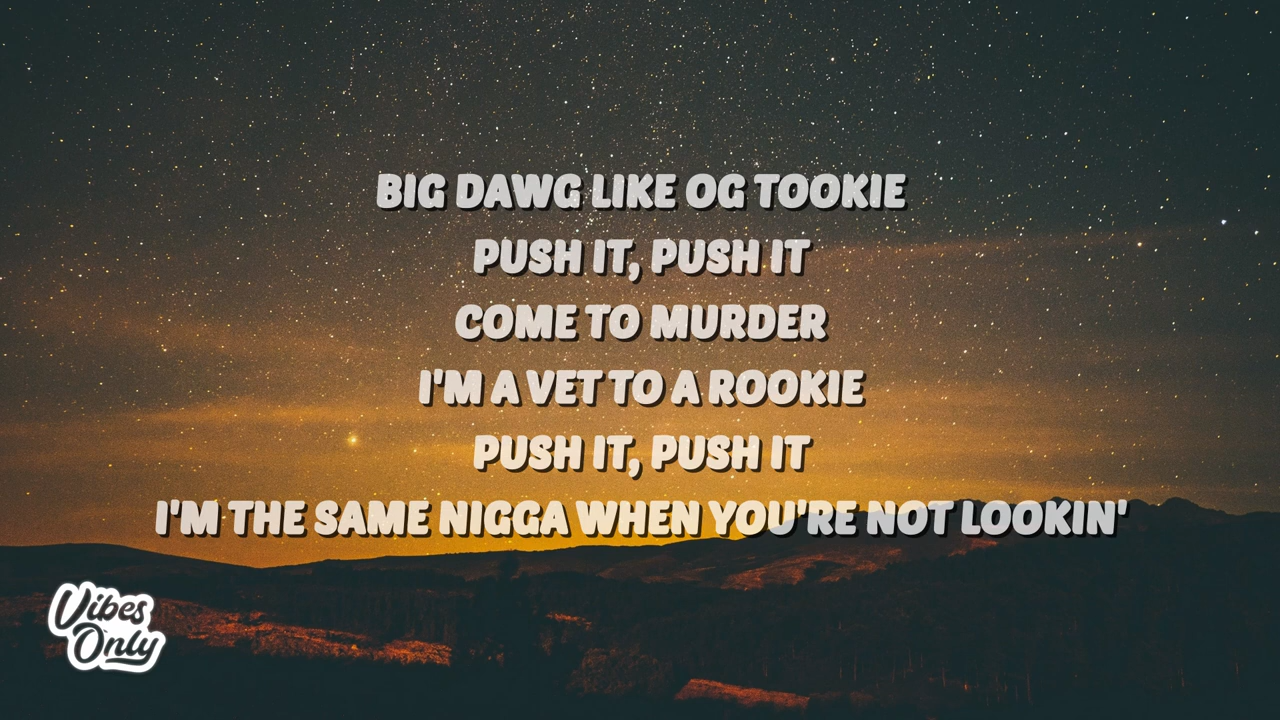 BIG DAWG LIKE OG TOOKIE
PUSH IT, PUSH IT
COME TO MURDER
I'M A VET TO A ROOKIE
PUSH IT, PUSH IT
I'M THE SAME NIGGA WHEN YOU'RE NOT LOOKIN'
Vibes
Only